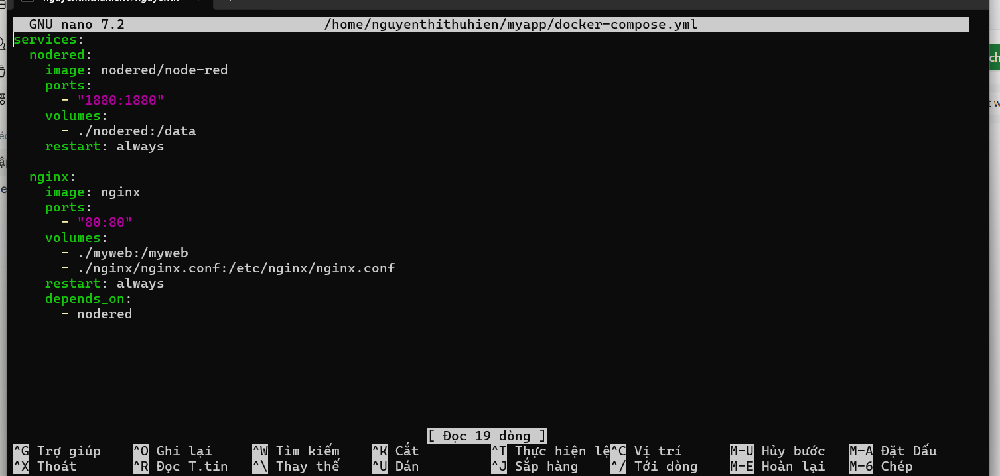 GNU nano 7.2 /home/nguyenthithuhien/myapp/docker-compose.yml
services:
  nodered:
    image: nodered/node-red
    ports:
      - "1880:1880"
    volumes:
      - ./nodered:/data
    restart: always

  nginx:
    image: nginx
    ports:
      - "80:80"
    volumes:
      - ./myweb:/myweb
      - ./nginx/nginx.conf:/etc/nginx/nginx.conf
    restart: always
    depends_on:
      - nodered
[ Đọc 19 dòng ]
^G Trợ giúp ^O Ghi lại ^W Tìm kiếm ^K Cắt ^T Thực hiện lệ ^C Vị trí M-U Hủy bước M-A Đặt Dấu
^X Thoát ^R Đọc T.tin ^\ Thay thế ^U Dán ^J Sắp hàng ^/ Tới dòng M-E Hoàn lại M-6 Chép